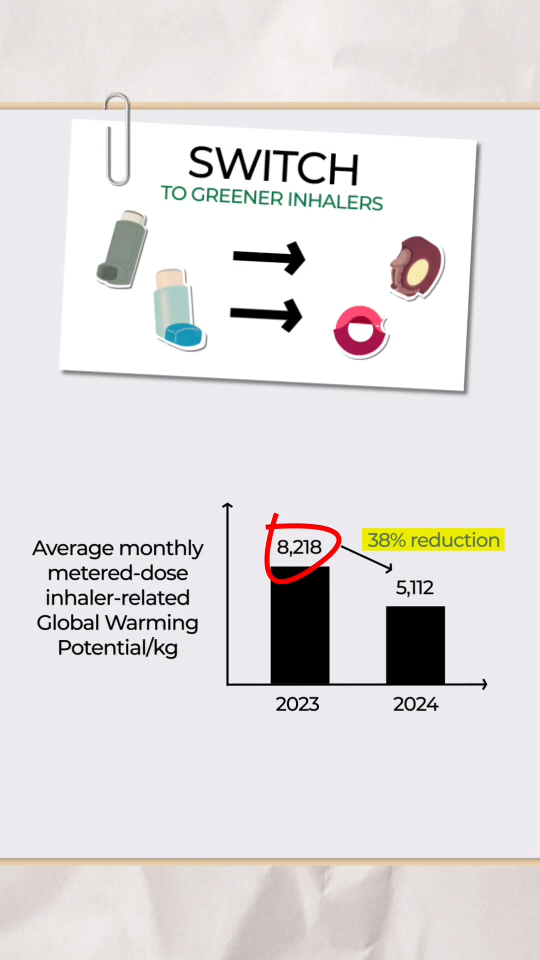 SWITCH
TO GREENER INHALERS
Average monthly
metered-dose
inhaler-related
Global Warming
Potential/kg
8,218
38% reduction
5,112
2023
2024